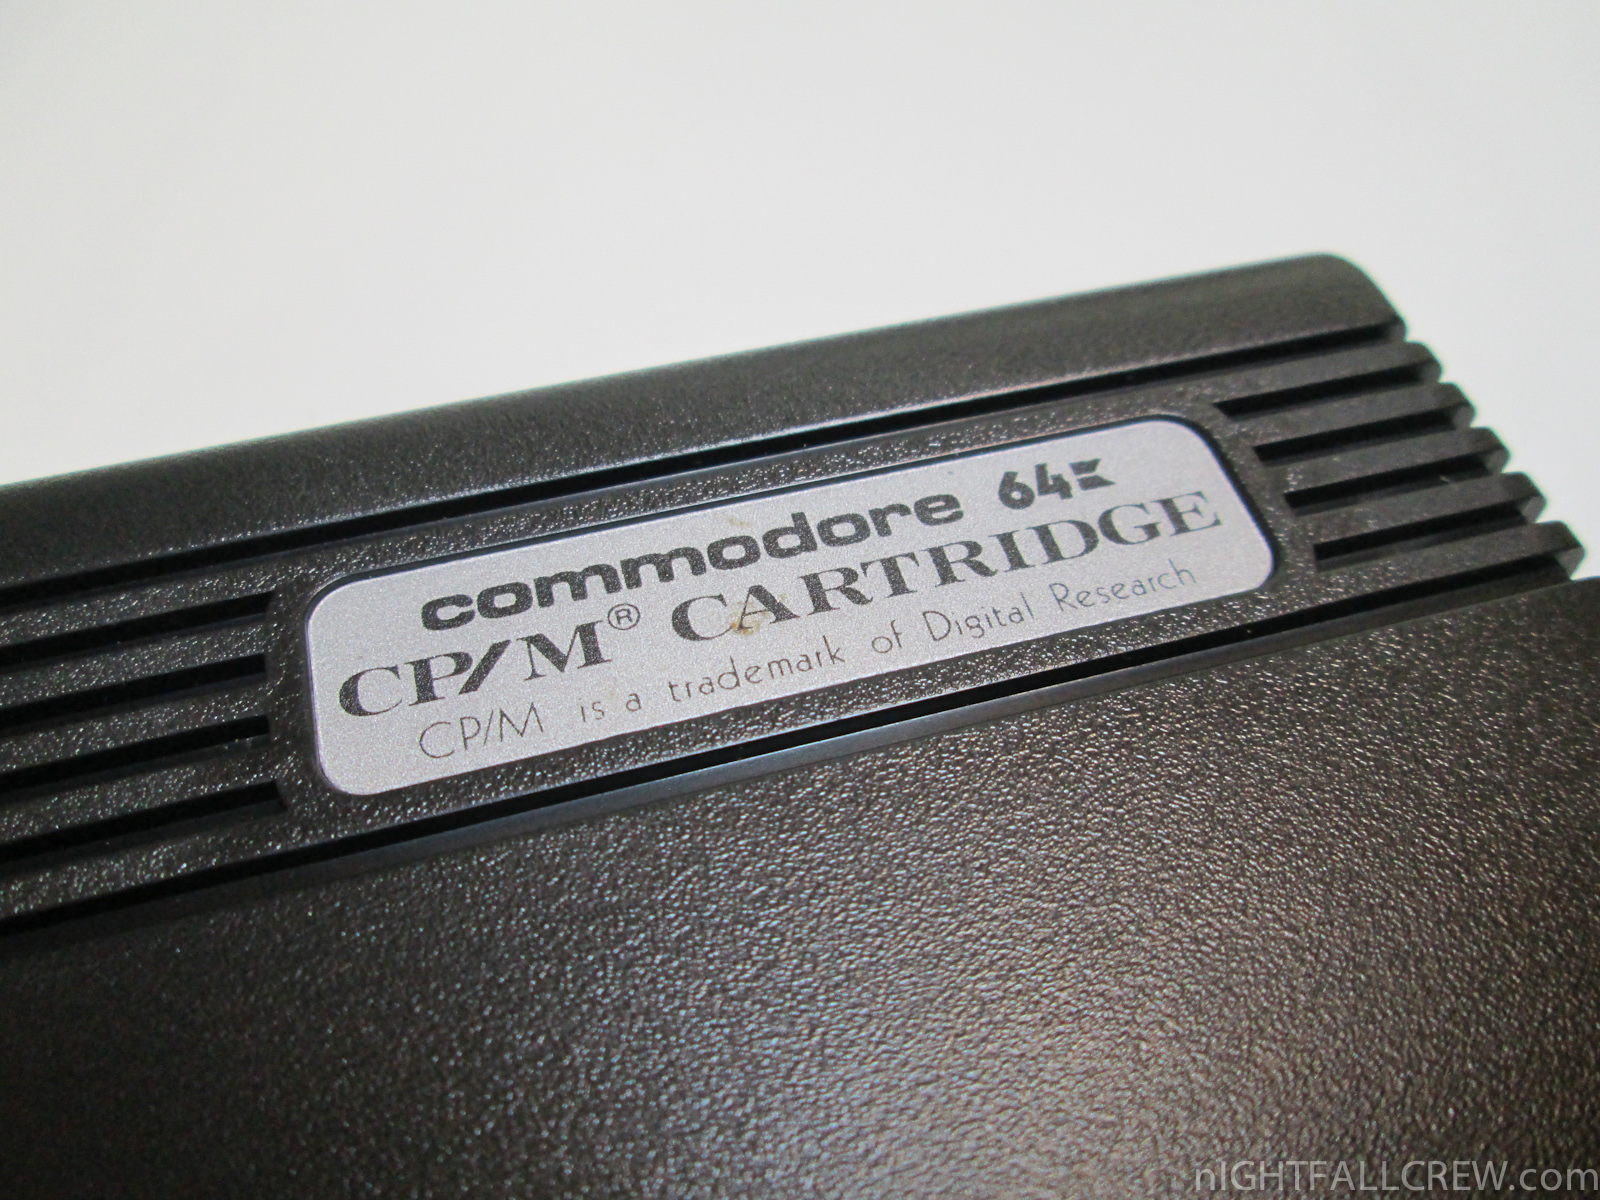 commodore 64
CP/M® CARTRIDGE
CP/M is a trademark of Digital Research
nIGHTFALLCREW.com